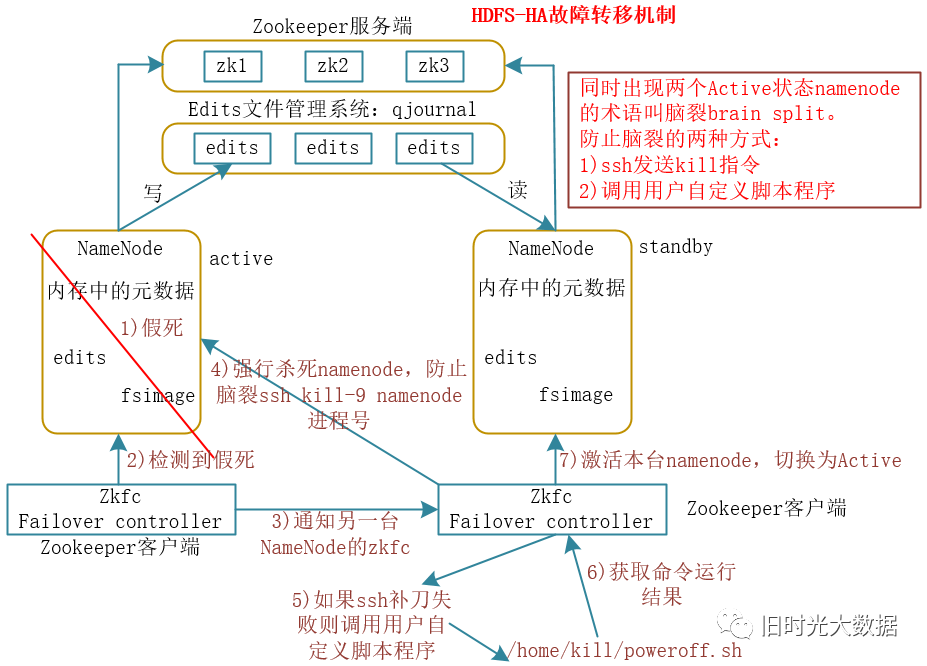 HDFS-HA故障转移机制
Zookeeper服务端
zk1
zk2
zk3
Edits文件管理系统：qjournal
edits
edits
edits
同时出现两个Active状态namenode
的术语叫脑裂brain split。
防止脑裂的两种方式：
1)ssh发送kill指令
2)调用用户自定义脚本程序
写
读
NameNode
active
内存中的元数据
1)假死
edits
fsimage
NameNode
standby
内存中的元数据
edits
fsimage
4)强行杀死namenode，防止
脑裂ssh kill-9 namenode
进程号
2)检测到假死
7)激活本台namenode，切换为Active
Zkfc
Failover controller
Zookeeper客户端
3)通知另一台
NameNode的zkfc
Zkfc
Failover controller
Zookeeper客户端
5)如果ssh补刀失
败则调用用户自
定义脚本程序
6)获取命令运行
结果
/home/kill/poweroff.sh
旧时光大数据